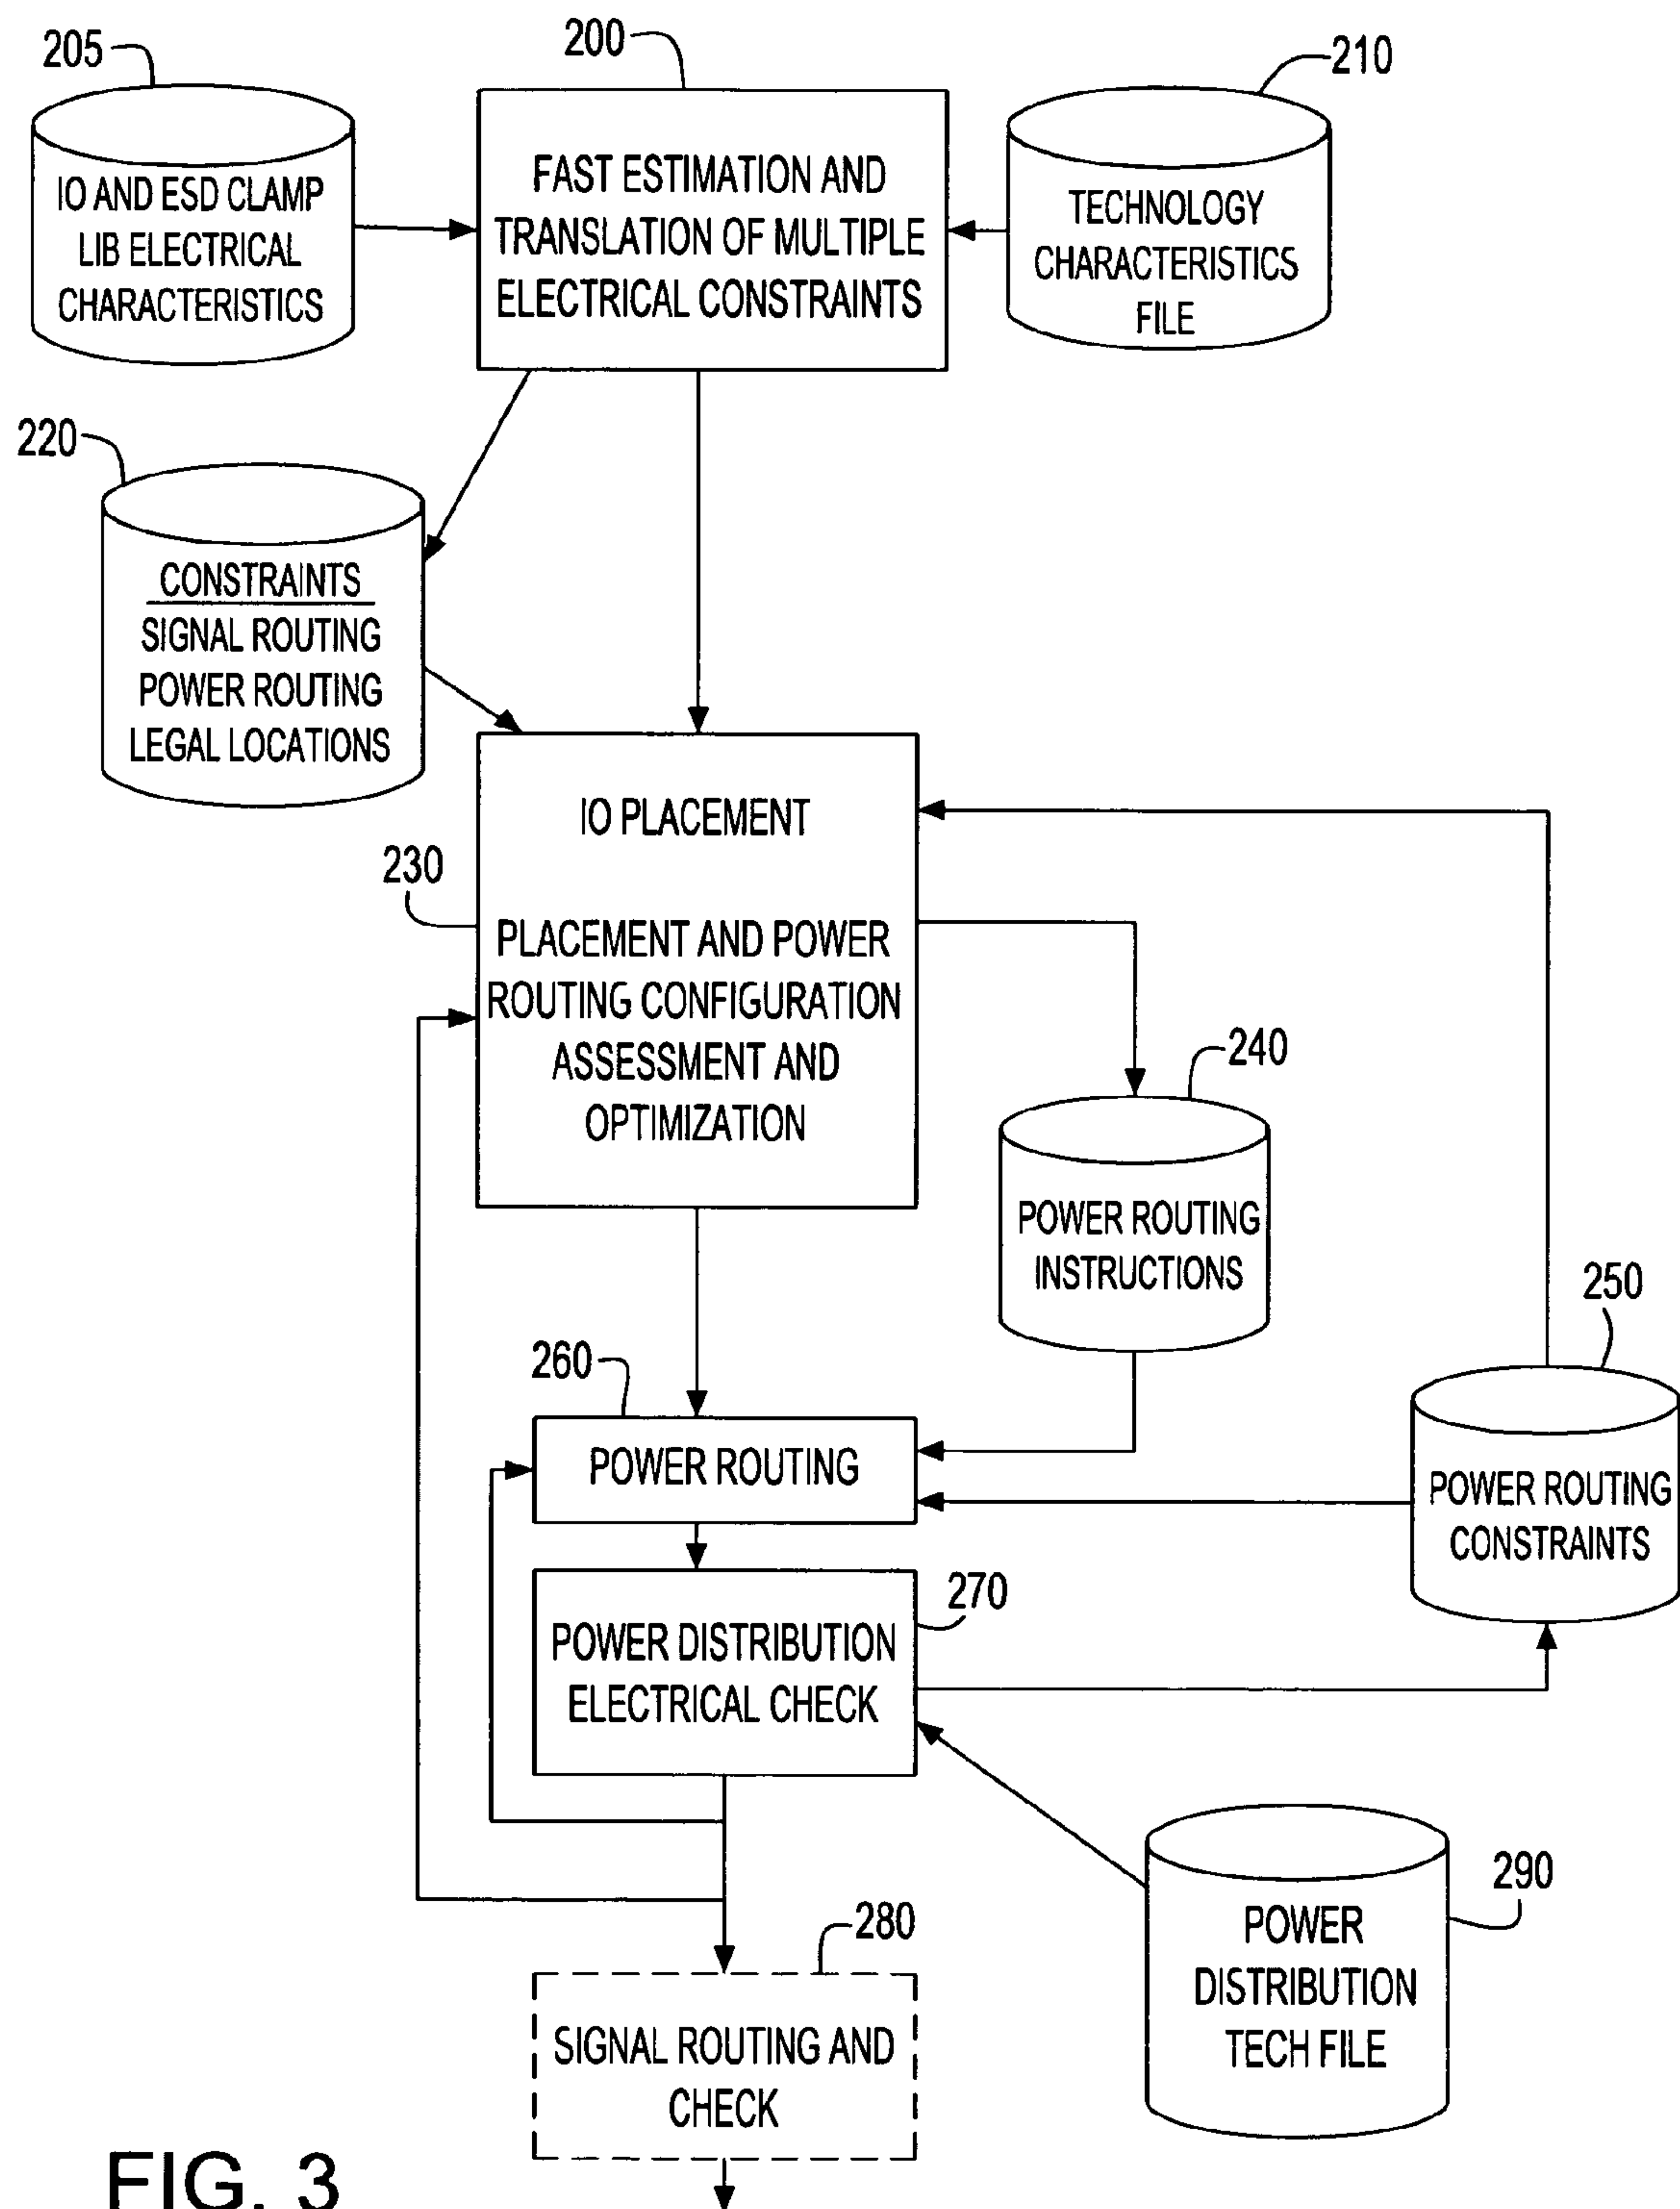 205
200
210
IO AND ESD CLAMP
LIB ELECTRICAL
CHARACTERISTICS
FAST ESTIMATION AND
TRANSLATION OF MULTIPLE
ELECTRICAL CONSTRAINTS
TECHNOLOGY
CHARACTERISTICS
FILE
220
CONSTRAINTS
SIGNAL ROUTING
POWER ROUTING
LEGAL LOCATIONS
230
IO PLACEMENT
PLACEMENT AND POWER
ROUTING CONFIGURATION
ASSESSMENT AND
OPTIMIZATION
240
POWER ROUTING
INSTRUCTIONS
250
POWER ROUTING
CONSTRAINTS
260
POWER ROUTING
270
POWER DISTRIBUTION
ELECTRICAL CHECK
290
POWER
DISTRIBUTION
TECH FILE
280
SIGNAL ROUTING AND
CHECK
FIG. 3